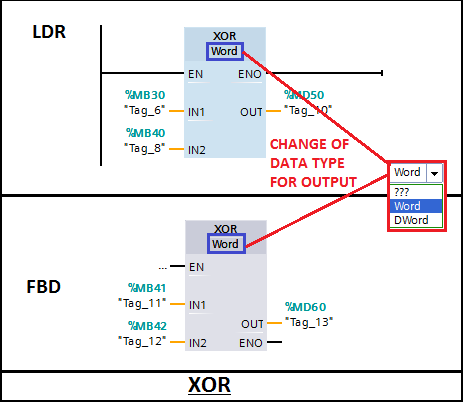 LDR
XOR
Word
EN ENO
%MB30
"Tag_6"
IN1
OUT
%MD50
"Tag_10"
%MB40
"Tag_8"
IN2
CHANGE OF
DATA TYPE
FOR OUTPUT
Word
???
Word
DWord
FBD
XOR
Word
... EN
%MB41
"Tag_11"
IN1
%MB42
"Tag_12"
IN2
OUT
%MD60
"Tag_13"
ENO
XOR